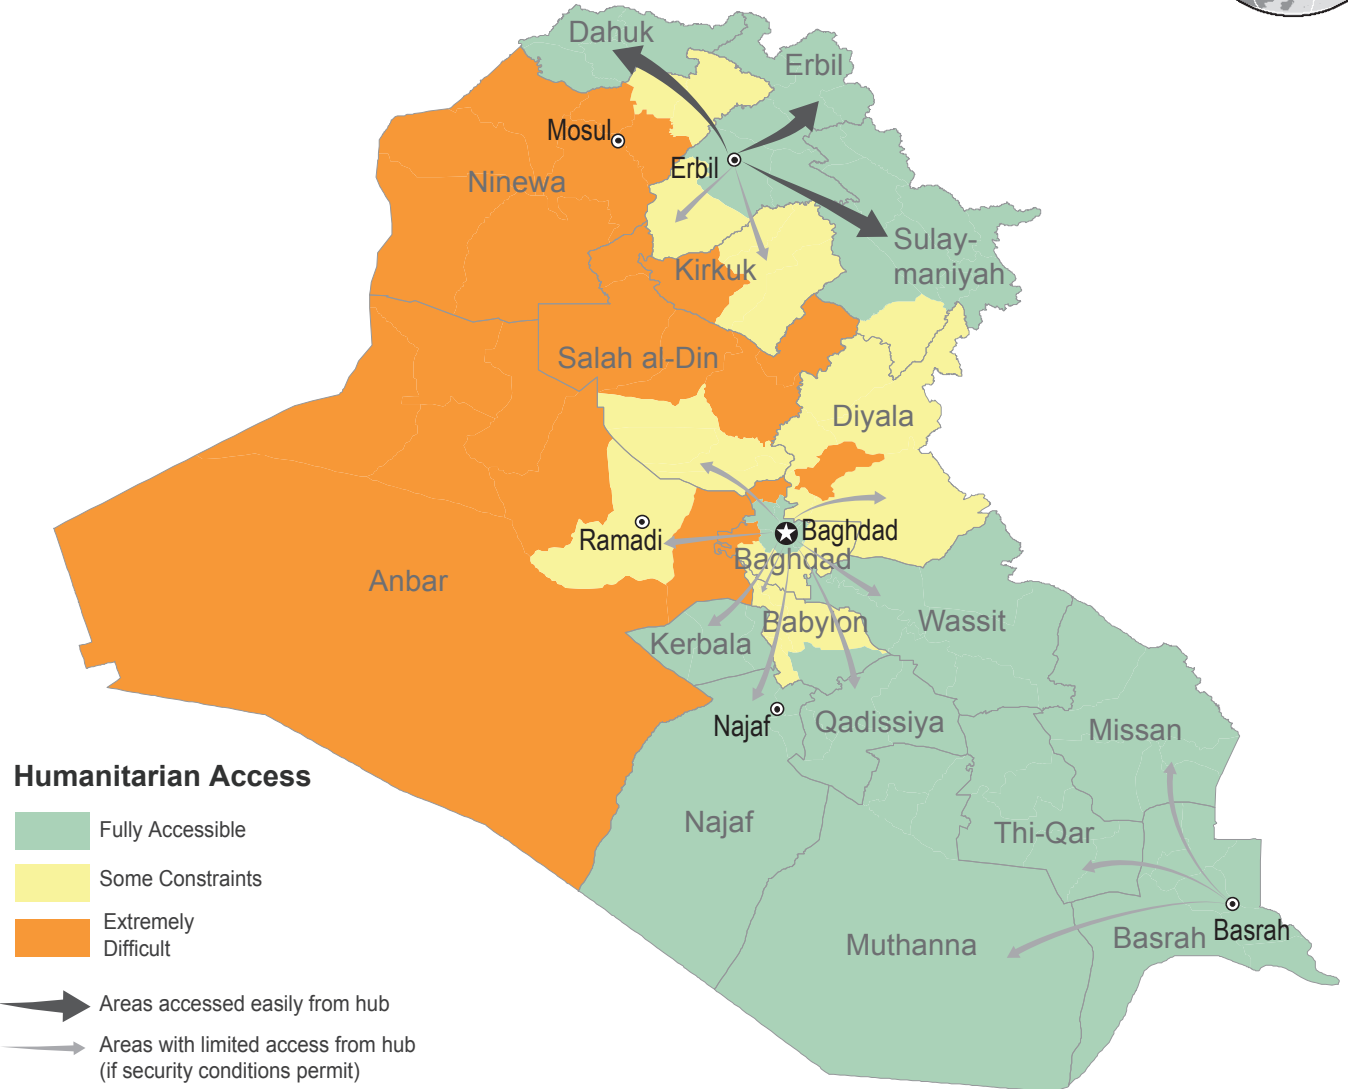 Dahuk
Erbil
Mosul
Erbil
Ninewa
Sulay-
maniyah
Kirkuk
Salah al-Din
Diyala
Ramadi
Baghdad
Baghdad
Anbar
Babylon
Wassit
Kerbala
Najaf
Qadissiya
Missan
Najaf
Thi-Qar
Muthanna
Basrah
Basrah
Humanitarian Access
Fully Accessible
Some Constraints
Extremely
Difficult
Areas accessed easily from hub
Areas with limited access from hub
(if security conditions permit)